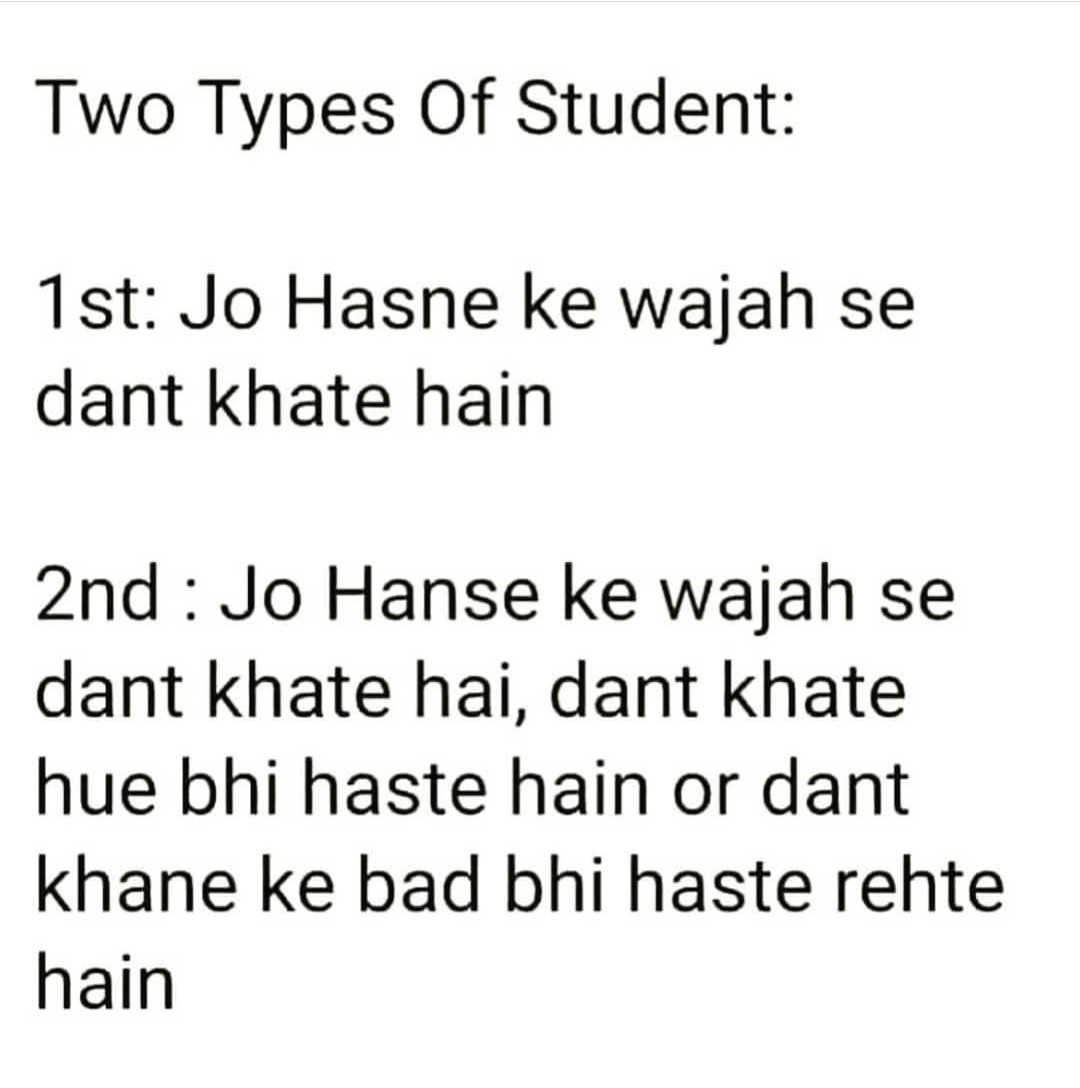 Two Types Of Student:
1st: Jo Hasne ke wajah se
dant khate hain
2nd : Jo Hanse ke wajah se
dant khate hai, dant khate
hue bhi haste hain or dant
khane ke bad bhi haste rehte
hain